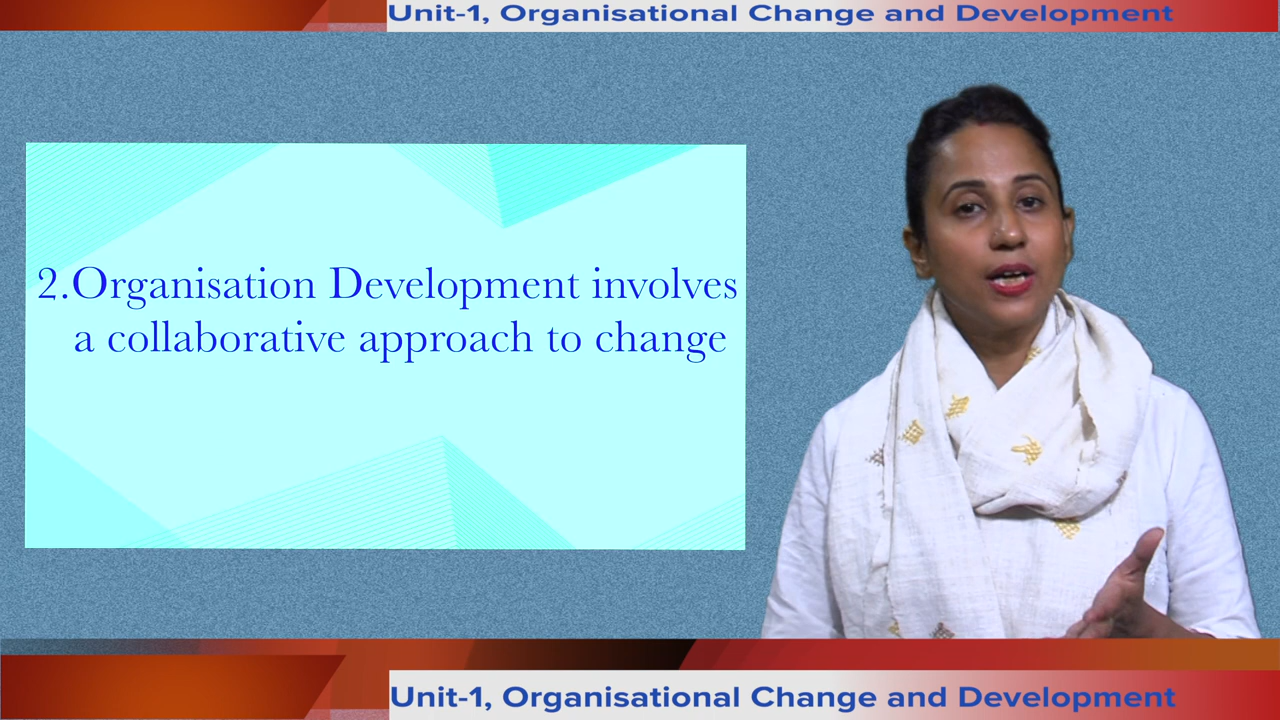 Unit-1, Organisational Change and Development
2.Organisation Development involves
a collaborative approach to change
Unit-1, Organisational Change and Development